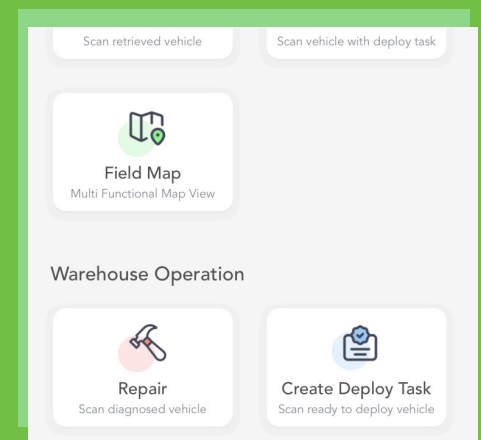 Scan retrieved vehicle
Scan vehicle with deploy task
Field Map
Multi Functional Map View
Warehouse Operation
Repair
Scan diagnosed vehicle
Create Deploy Task
Scan ready to deploy vehicle